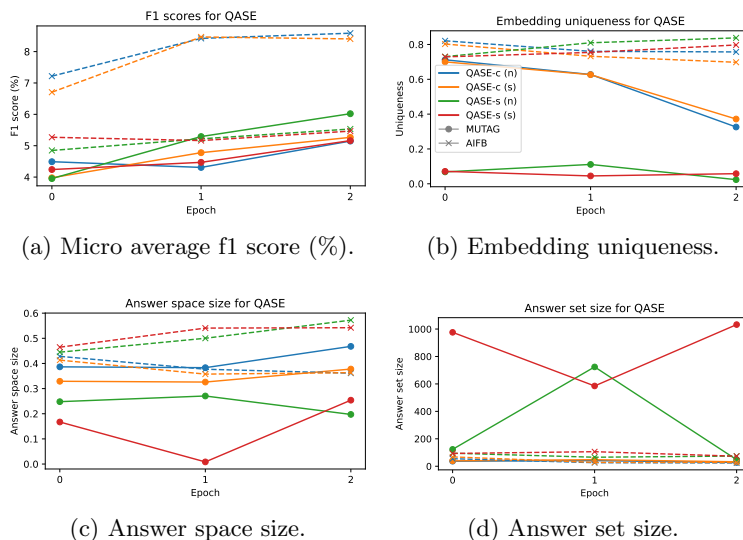 F1 scores for QASE
8
7
6
5
4
F1 score (%)
0
1
2
Epoch
(a) Micro average f1 score (%).
Embedding uniqueness for QASE
0.8
0.6
0.4
0.2
0.0
Uniqueness
QASE-c (n)
QASE-c (s)
QASE-s (n)
QASE-s (s)
MUTAG
AIFB
0
1
2
Epoch
(b) Embedding uniqueness.
Answer space size for QASE
0.6
0.5
0.4
0.3
0.2
0.1
0.0
Answer space size
0
1
2
Epoch
(c) Answer space size.
Answer set size for QASE
1000
800
600
400
200
0
Answer set size
0
1
2
Epoch
(d) Answer set size.